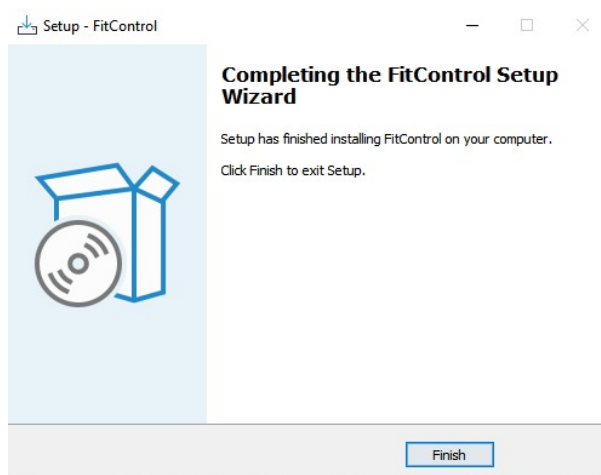 Setup - FitControl
Completing the FitControl Setup
Wizard
Setup has finished installing FitControl on your computer.
Click Finish to exit Setup.
Finish